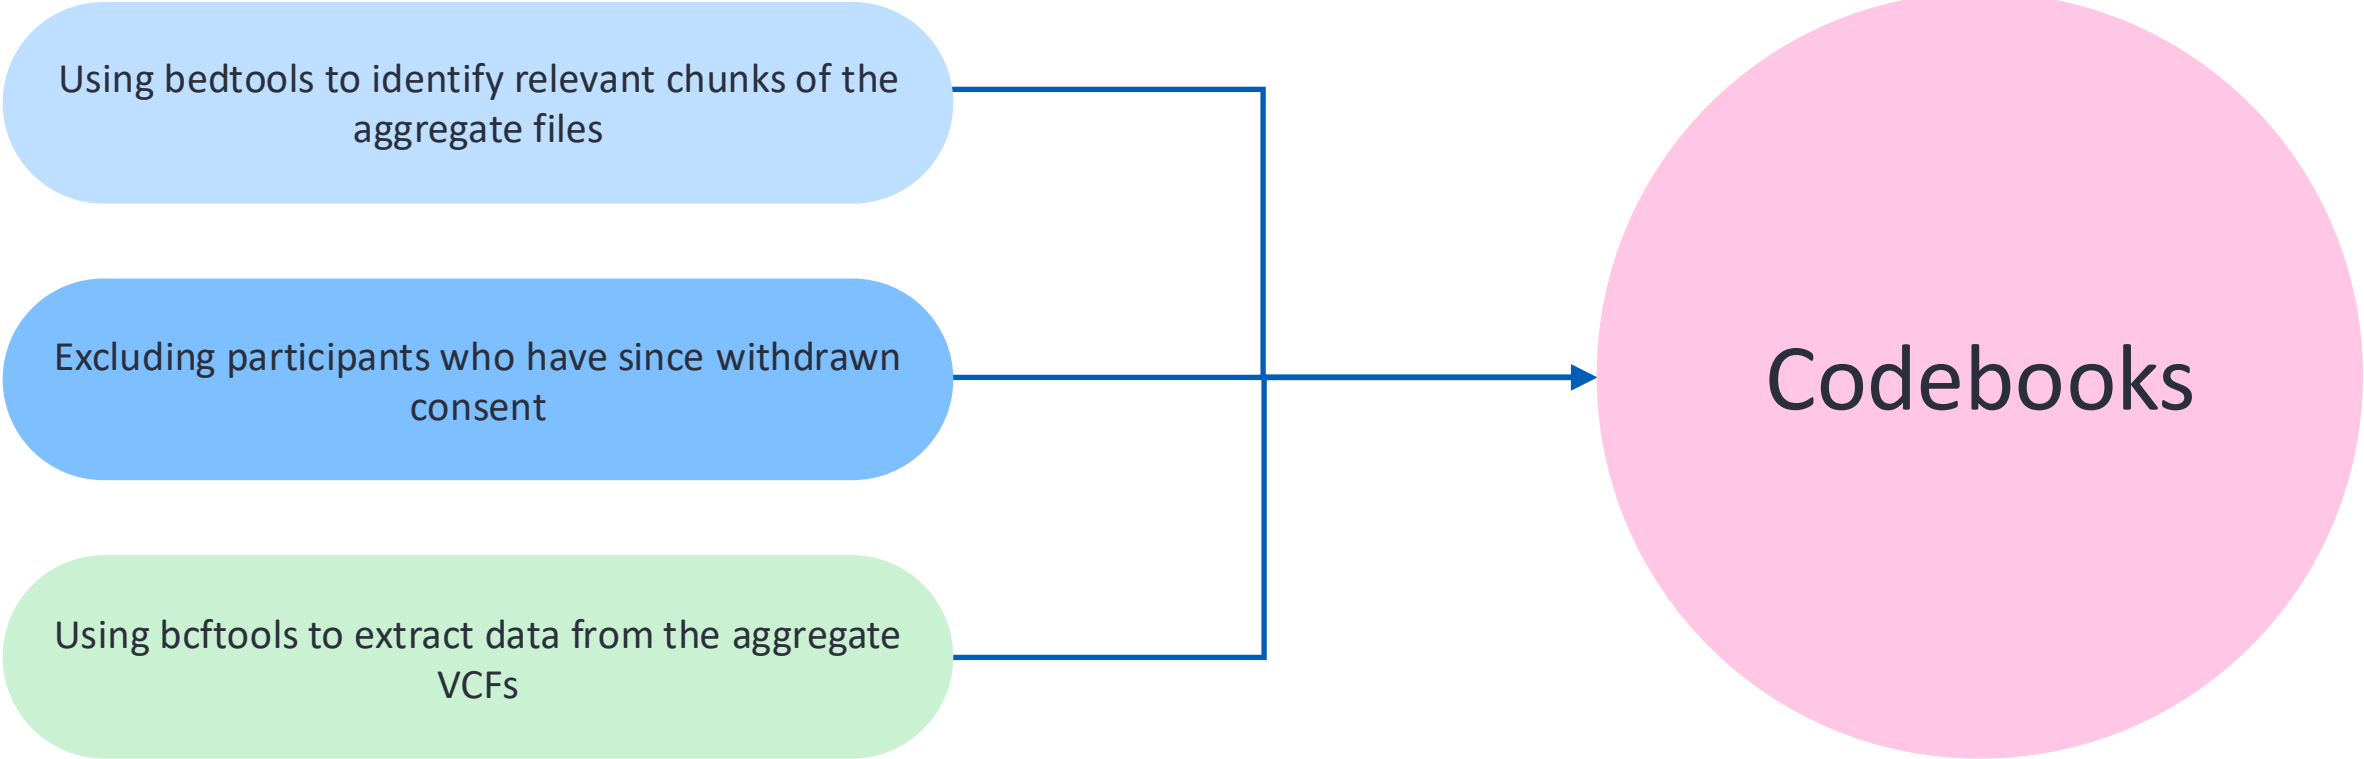 Using bedtools to identify relevant chunks of the
aggregate files
Excluding participants who have since withdrawn
consent
Using bcftools to extract data from the aggregate
VCFs
Codebooks